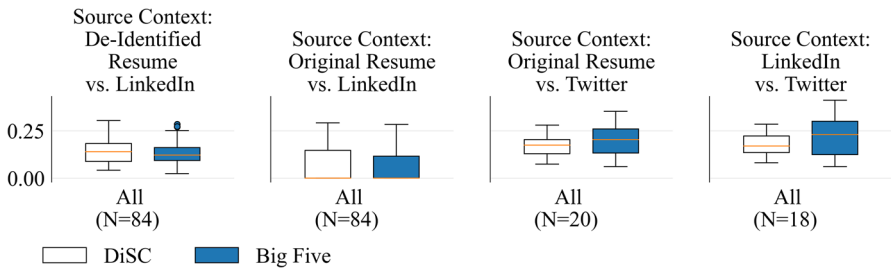 Source Context:
De-Identified
Resume
vs. LinkedIn
Source Context:
Original Resume
vs. LinkedIn
Source Context:
Original Resume
vs. Twitter
Source Context:
LinkedIn
vs. Twitter
0.25
0.00
All
(N=84)
All
(N=84)
All
(N=20)
All
(N=18)
DiSC
Big Five